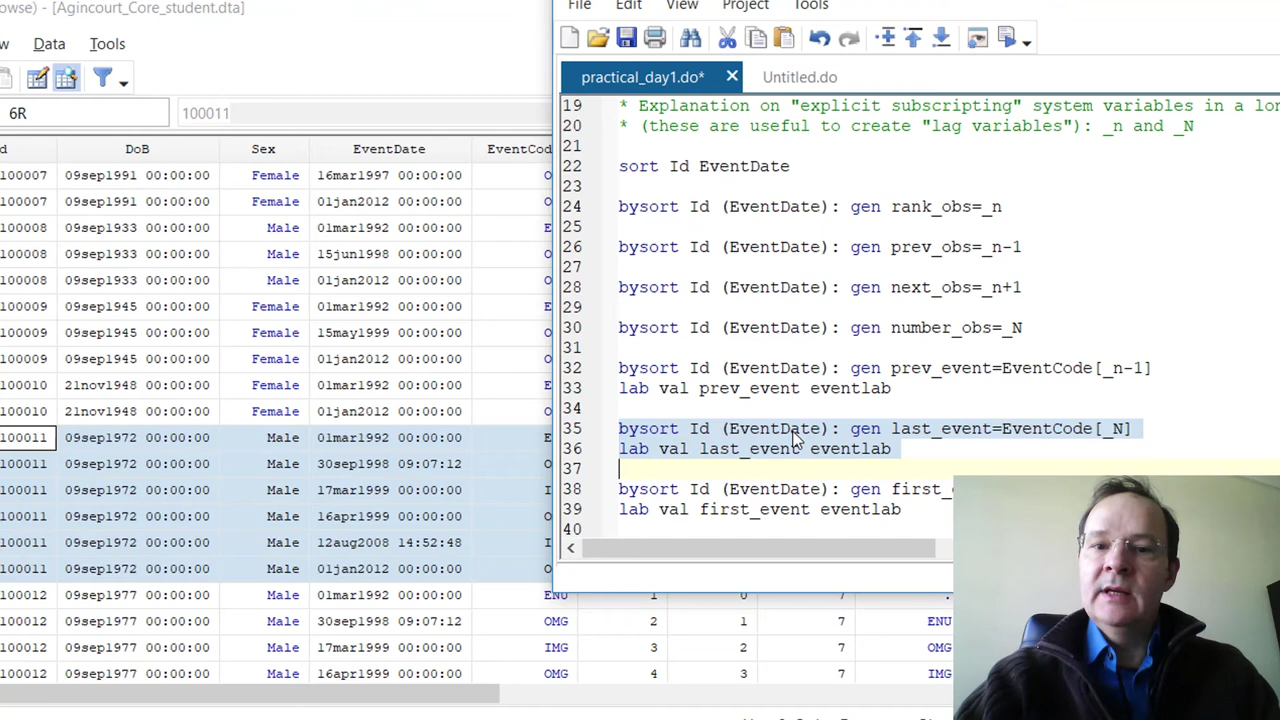 owse) - [Agincourt_Core_student.dta]
w Data Tools
6R 100011
d DoB Sex EventDate EventCod
100007 09sep1991 00:00:00 Female 16mar1997 00:00:00 O
100007 09sep1991 00:00:00 Female 01jan2012 00:00:00 O
100008 09sep1933 00:00:00 Male 01mar1992 00:00:00 E
100008 09sep1933 00:00:00 Male 15jun1998 00:00:00 O
100008 09sep1933 00:00:00 Male 01jan2012 00:00:00 O
100009 09sep1945 00:00:00 Female 01mar1992 00:00:00 E
100009 09sep1945 00:00:00 Female 15may1999 00:00:00 O
100009 09sep1945 00:00:00 Female 01jan2012 00:00:00 O
100010 21nov1948 00:00:00 Female 01mar1992 00:00:00 E
100010 21nov1948 00:00:00 Female 01jan2012 00:00:00 O
100011 09sep1972 00:00:00 Male 01mar1992 00:00:00 E
100011 09sep1972 00:00:00 Male 30sep1998 09:07:12 O
100011 09sep1972 00:00:00 Male 17mar1999 00:00:00 I
100011 09sep1972 00:00:00 Male 16apr1999 00:00:00 O
100011 09sep1972 00:00:00 Male 12aug2008 14:52:48 I
100011 09sep1972 00:00:00 Male 01jan2012 00:00:00 O
100012 09sep1977 00:00:00 Male 01mar1992 00:00:00 ENU 1 0 7 .
100012 09sep1977 00:00:00 Male 30sep1998 09:07:12 OMG 2 1 7 ENU
100012 09sep1977 00:00:00 Male 17mar1999 00:00:00 IMG 3 2 7 OMG
100012 09sep1977 00:00:00 Male 16apr1999 00:00:00 OMG 4 3 7 IMG
File Edit View Project Tools
practical_day1.do* Untitled.do
19 * Explanation on "explicit subscripting" system variables in a lon
20 * (these are useful to create "lag variables"): _n and _N
21
22 sort Id EventDate
23
24 bysort Id (EventDate): gen rank_obs=_n
25
26 bysort Id (EventDate): gen prev_obs=_n-1
27
28 bysort Id (EventDate): gen next_obs=_n+1
29
30 bysort Id (EventDate): gen number_obs=_N
31
32 bysort Id (EventDate): gen prev_event=EventCode[_n-1]
33 lab val prev_event eventlab
34
35 bysort Id (EventDate): gen last_event=EventCode[_N]
36 lab val last_event eventlab
37
38 bysort Id (EventDate): gen first_
39 lab val first_event eventlab
40